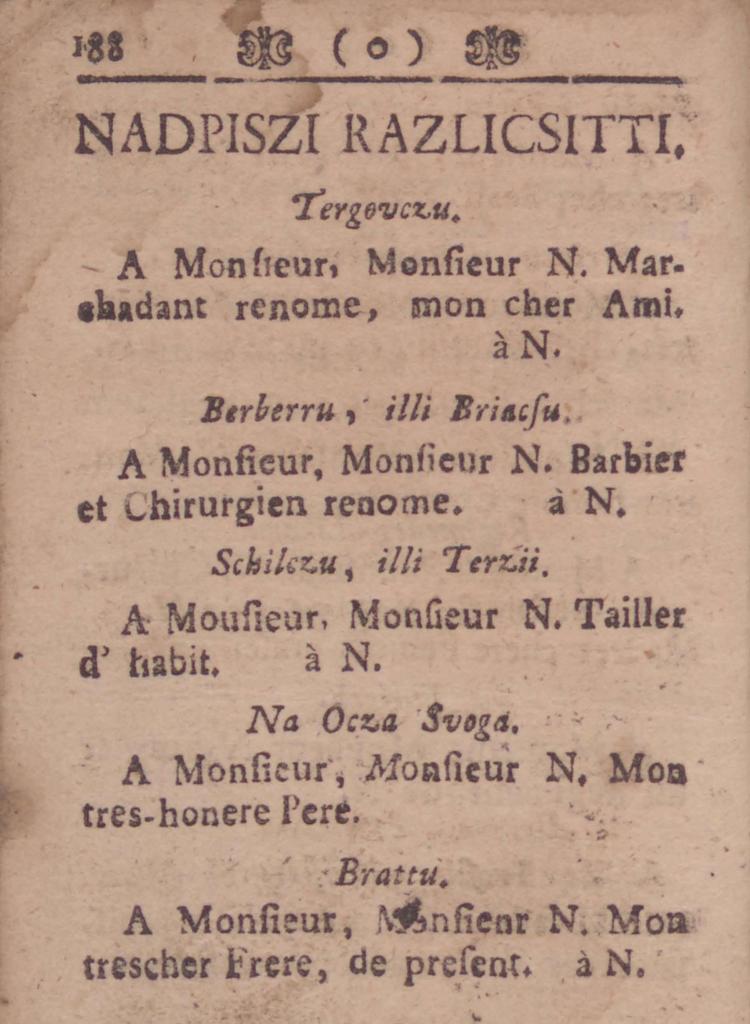 188 ( o )
NADPISZI RAZLICSITTI.
Tergovczu.
A Monſieur, Monſieur N. Mar-
chadant renome, mon cher Ami.
à N.
Berberru, illi Briacſu.
A Monſieur, Monſieur N. Barbier
et Chirurgien renome. à N.
Schilczu, illi Terzii.
A Mouſieur, Monſieur N. Tailler
d' habit. à N.
Na Ocza Svoga.
A Monſieur, Monſieur N. Mon
tres-honere Pere.
Brattu.
A Monſieur, Monſienr N. Mon
trescher Frere, de preſent. à N.